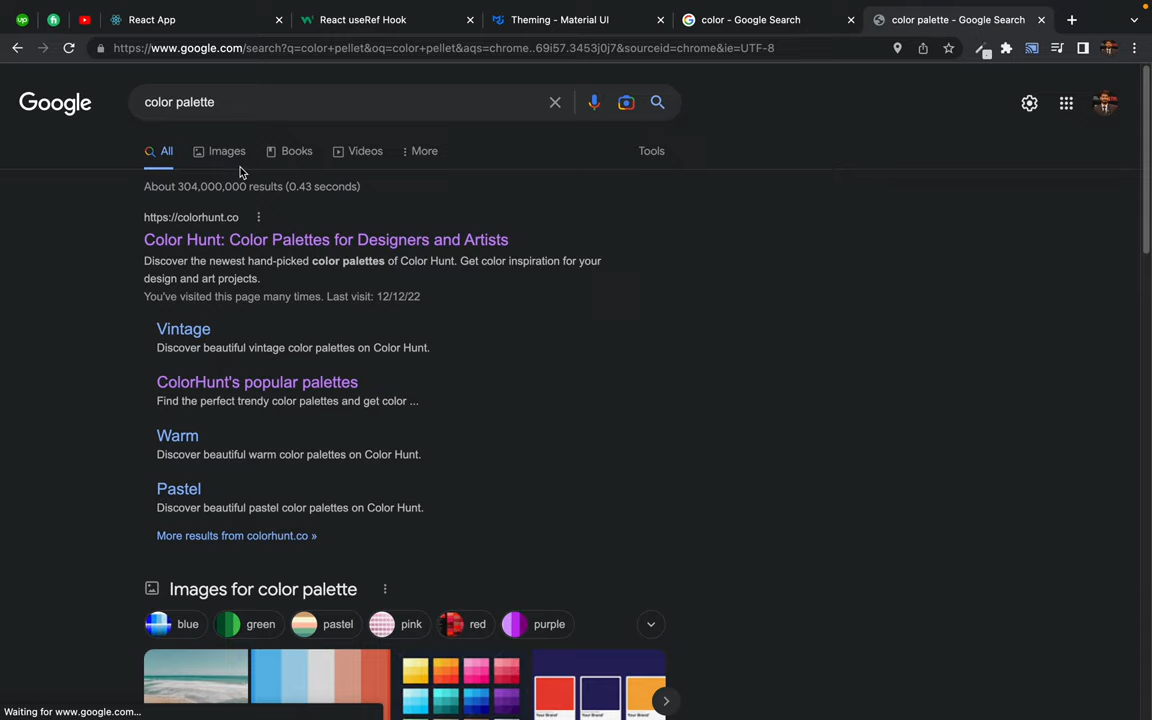 up
fi
React App
React useRef Hook
Theming - Material UI
color - Google Search
color palette - Google Search
https://www.google.com/search?q=color+pellet&oq=color+pellet&aqs=chrome..69i57.3453j0j7&sourceid=chrome&ie=UTF-8
Google
color palette
All
Images
Books
Videos
More
Tools
About 304,000,000 results (0.43 seconds)
https://colorhunt.co
Color Hunt: Color Palettes for Designers and Artists
Discover the newest hand-picked color palettes of Color Hunt. Get color inspiration for your
design and art projects.
You've visited this page many times. Last visit: 12/12/22
Vintage
Discover beautiful vintage color palettes on Color Hunt.
ColorHunt's popular palettes
Find the perfect trendy color palettes and get color ...
Warm
Discover beautiful warm color palettes on Color Hunt.
Pastel
Discover beautiful pastel color palettes on Color Hunt.
More results from colorhunt.co »
Images for color palette
blue
green
pastel
pink
red
purple
Your Brand!
Your Brand!
Waiting for www.google.com...